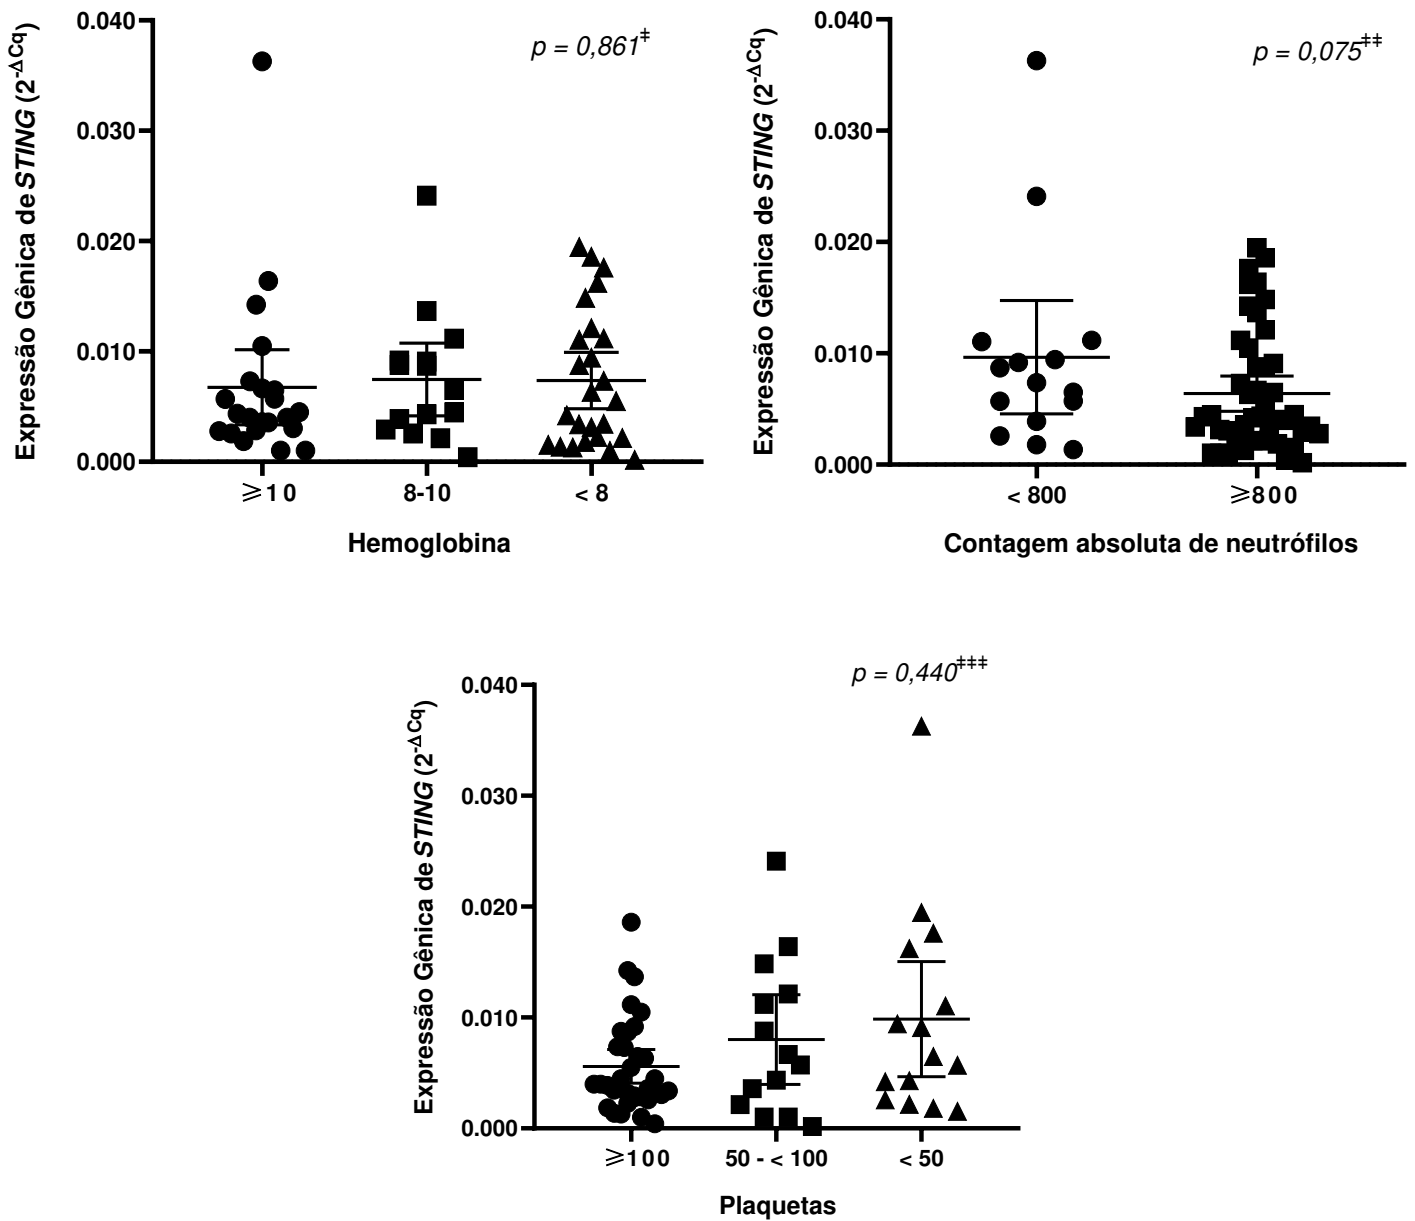 Expressão Gênica de STING (2^-ΔCq)
p = 0,861‡
0.040
0.030
0.020
0.010
0.000
⩾10 8-10 < 8
Hemoglobina
Expressão Gênica de STING (2^-ΔCq)
p = 0,075‡‡
0.040
0.030
0.020
0.010
0.000
< 800 ⩾800
Contagem absoluta de neutrófilos
Expressão Gênica de STING (2^-ΔCq)
p = 0,440‡‡‡
0.040
0.030
0.020
0.010
0.000
⩾100 50 - < 100 < 50
Plaquetas